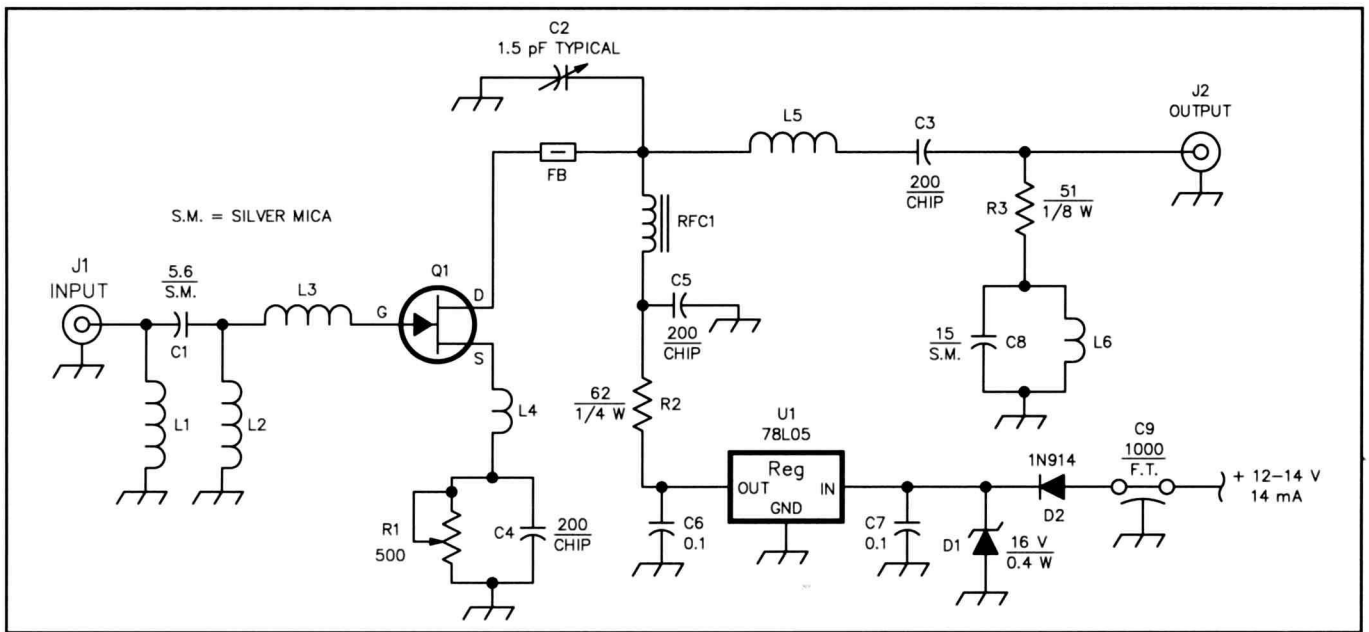 C2
1.5 pF TYPICAL
J2
OUTPUT
L5
C3
200
CHIP
FB
R3
51
1/8 W
S.M. = SILVER MICA
RFC1
J1
INPUT
5.6
S.M.
C1
L3
Q1
G
D
S
C5
200
CHIP
15
S.M.
C8
L6
L1
L2
L4
62
1/4 W
R2
U1
78L05
Reg
OUT
IN
GND
1N914
D2
C9
1000
F.T.
+ 12–14 V
14 mA
R1
500
C4
200
CHIP
C6
0.1
C7
0.1
D1
16 V
0.4 W